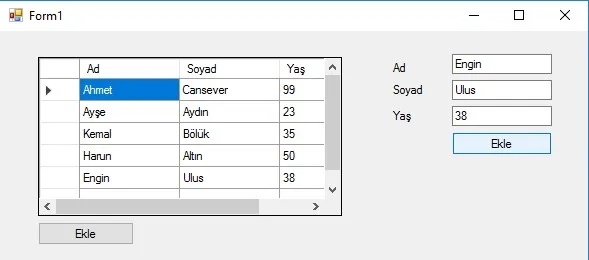 Form1
Ad Soyad Yaş
Ahmet Cansever 99
Ayşe Aydın 23
Kemal Bölük 35
Harun Altın 50
Engin Ulus 38
Ekle
Ad Engin
Soyad Ulus
Yaş 38
Ekle